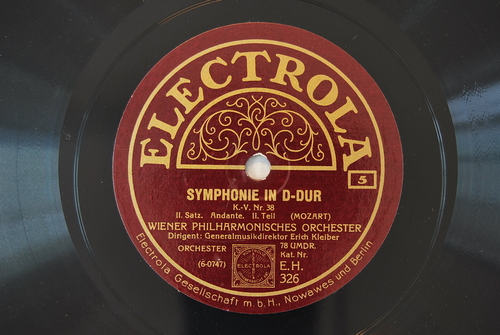 ELECTROLA
5
SYMPHONIE IN D-DUR
K.-V. Nr. 38
II. Satz. Andante. II. Teil (MOZART)
WIENER PHILHARMONISCHES ORCHESTER
Dirigent: Generalmusikdirektor Erich Kleiber
ORCHESTER
(6-0747)
ELECTROLA
78 UMDR.
Kat. Nr.
E.H.
326
Electrola Gesellschaft m. b. H., Nowawes und Berlin